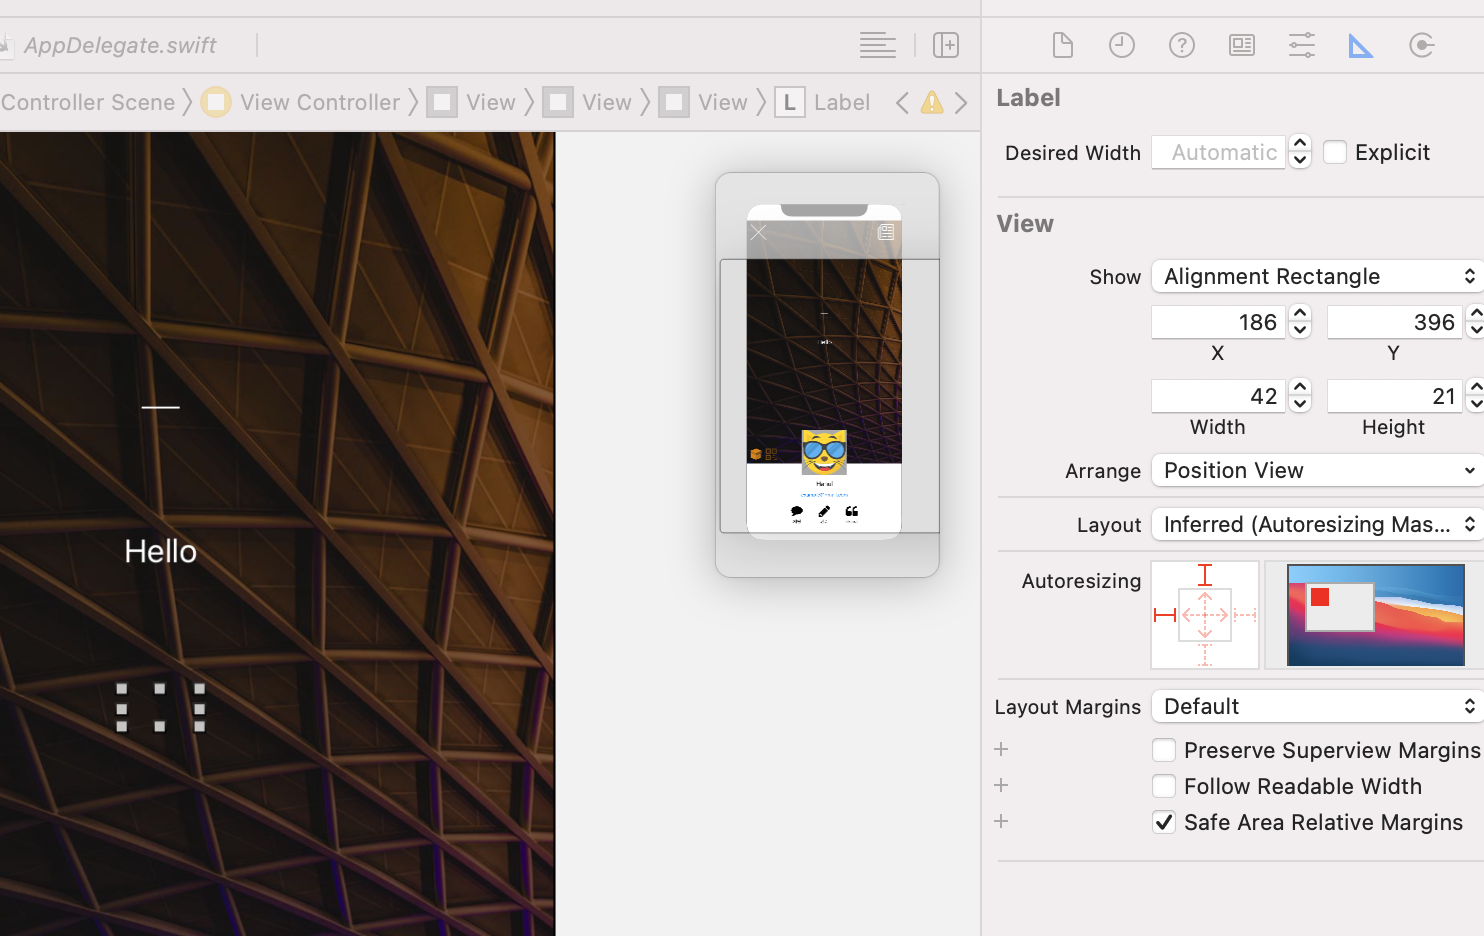 AppDelegate.swift
Controller Scene
View Controller
View
View
View
L
Label
Label
Desired Width
Automatic
Explicit
View
Show
Alignment Rectangle
186
396
X
Y
42
21
Width
Height
Arrange
Position View
Layout
Inferred (Autoresizing Mas...
Autoresizing
Layout Margins
Default
Preserve Superview Margins
Follow Readable Width
Safe Area Relative Margins
Hello
Hello